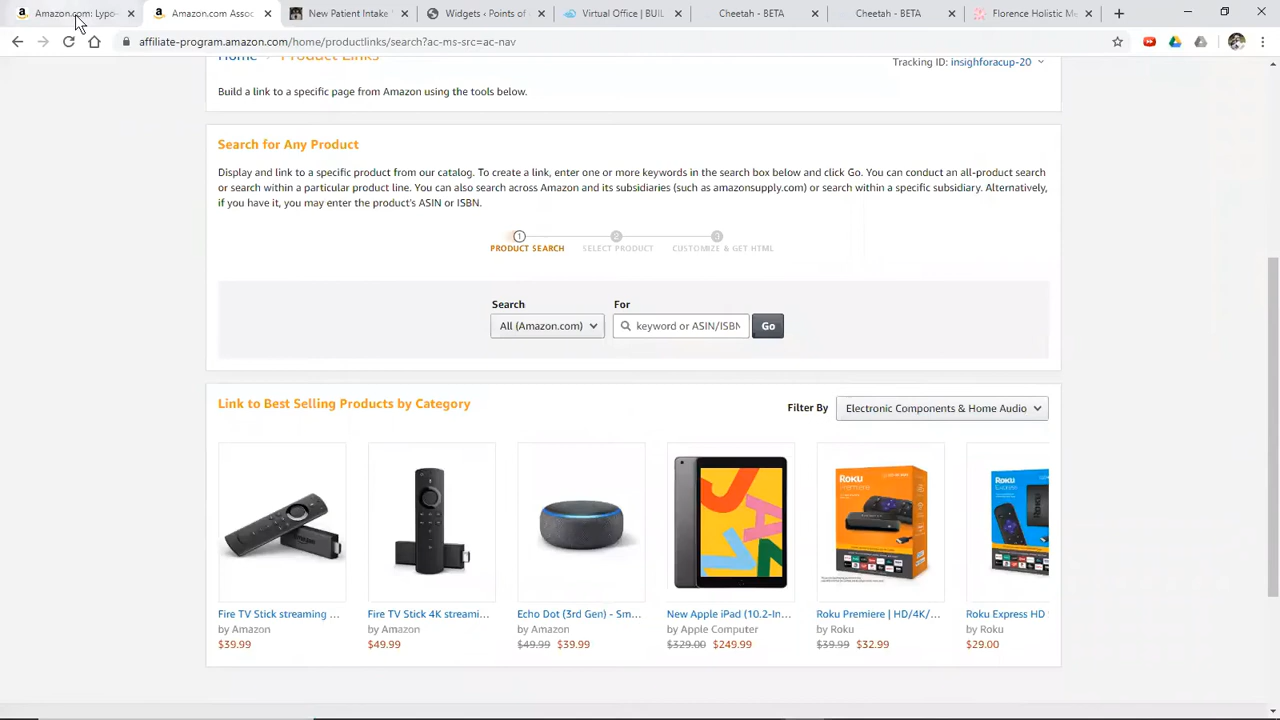 Amazon.com: Lypo-
Amazon.com Assoc
New Patient Intake
Widgets ‹ Points of
Virtual Office | BUIL
Cheetah - BETA
Cheetah - BETA
Florence Holistic Me
affiliate-program.amazon.com/home/productlinks/search?ac-ms-src=ac-nav
Home Product Links
Tracking ID: insighforacup-20
Build a link to a specific page from Amazon using the tools below.
Search for Any Product
Display and link to a specific product from our catalog. To create a link, enter one or more keywords in the search box below and click Go. You can conduct an all-product search
or search within a particular product line. You can also search across Amazon and its subsidiaries (such as amazonsupply.com) or search within a specific subsidiary. Alternatively,
if you have it, you may enter the product's ASIN or ISBN.
1 2 3
PRODUCT SEARCH SELECT PRODUCT CUSTOMIZE & GET HTML
Search For
All (Amazon.com) keyword or ASIN/ISBN Go
Link to Best Selling Products by Category
Filter By Electronic Components & Home Audio
Fire TV Stick streaming ...
by Amazon
$39.99
Fire TV Stick 4K streami...
by Amazon
$49.99
Echo Dot (3rd Gen) - Sm...
by Amazon
$49.99 $39.99
New Apple iPad (10.2-In...
by Apple Computer
$329.00 $249.99
Roku Premiere | HD/4K/...
by Roku
$39.99 $32.99
Roku Express HD
by Roku
$29.00